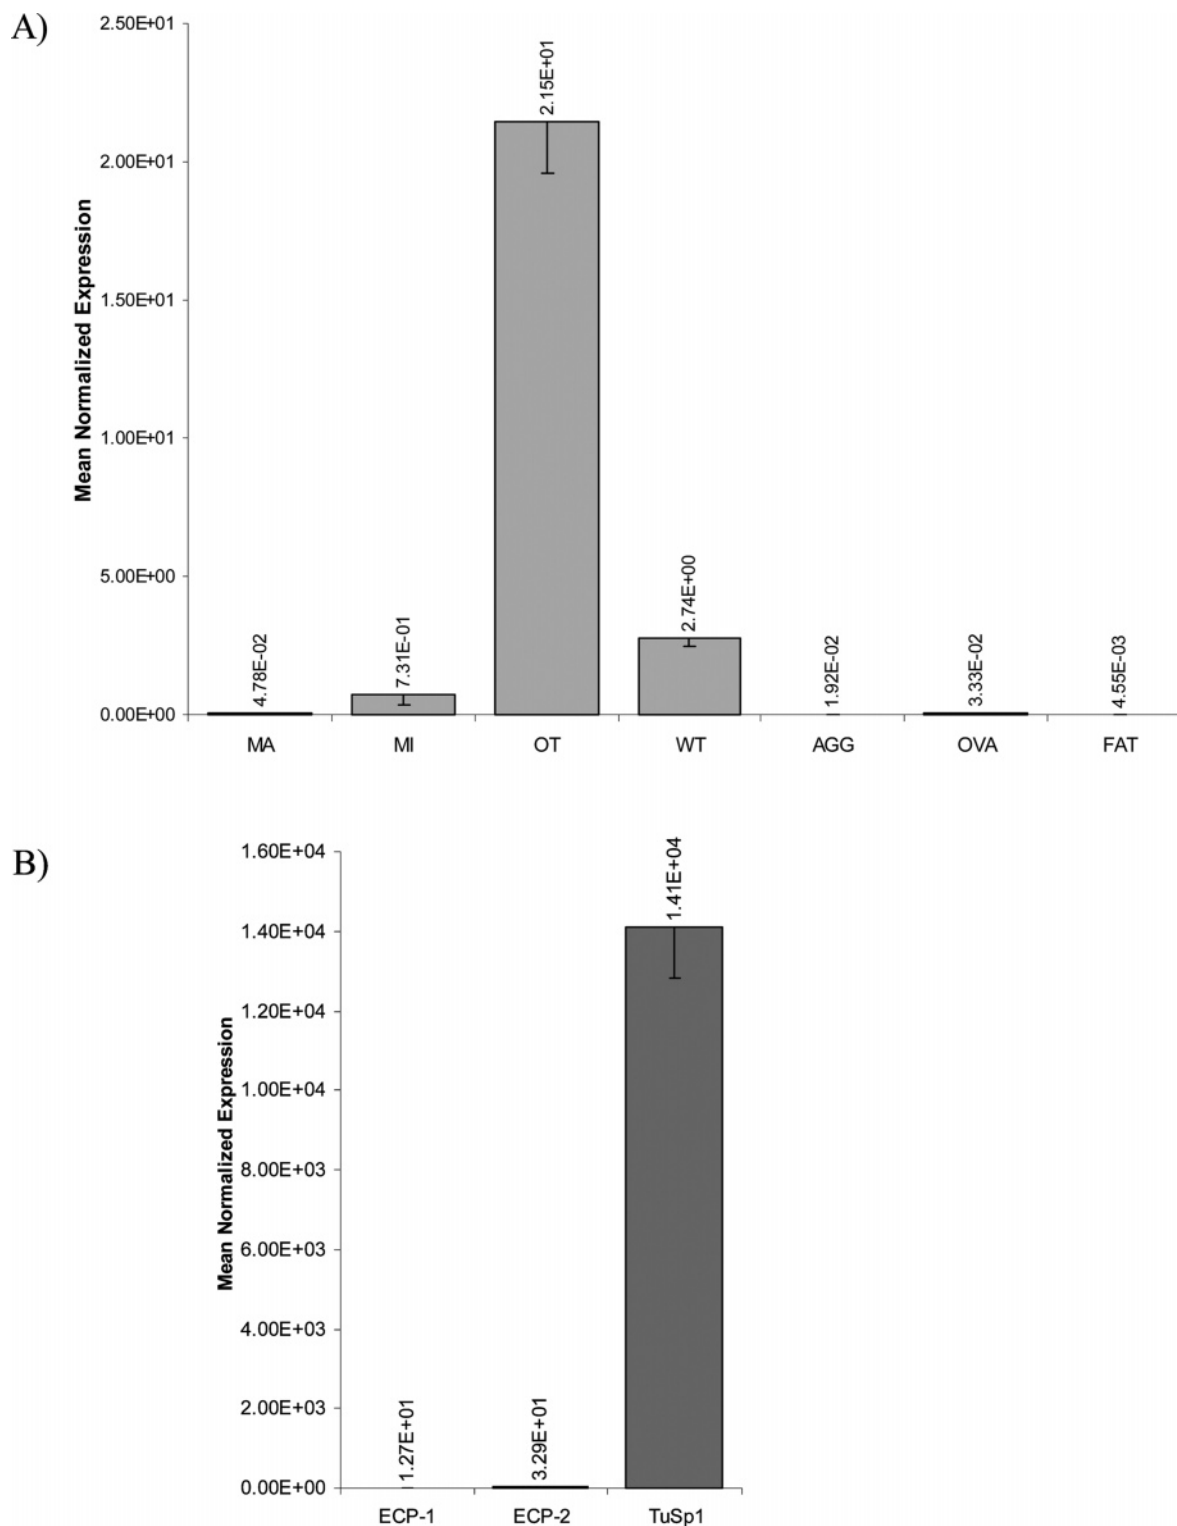 A)
Mean Normalized Expression
2.50E+01
2.00E+01
1.50E+01
1.00E+01
5.00E+00
0.00E+00
4.78E-02
7.31E-01
2.15E+01
2.74E+00
1.92E-02
3.33E-02
4.55E-03
MA MI OT WT AGG OVA FAT
B)
Mean Normalized Expression
1.60E+04
1.40E+04
1.20E+04
1.00E+04
8.00E+03
6.00E+03
4.00E+03
2.00E+03
0.00E+00
1.27E+01
3.29E+01
1.41E+04
ECP-1 ECP-2 TuSp1